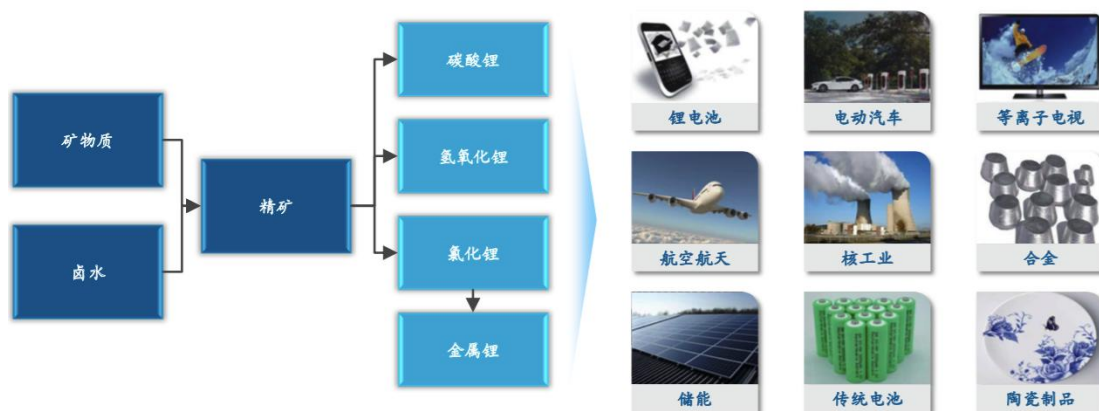 矿物质
卤水
精矿
碳酸锂
氢氧化锂
氯化锂
金属锂
锂电池
电动汽车
等离子电视
航空航天
核工业
合金
储能
传统电池
陶瓷制品